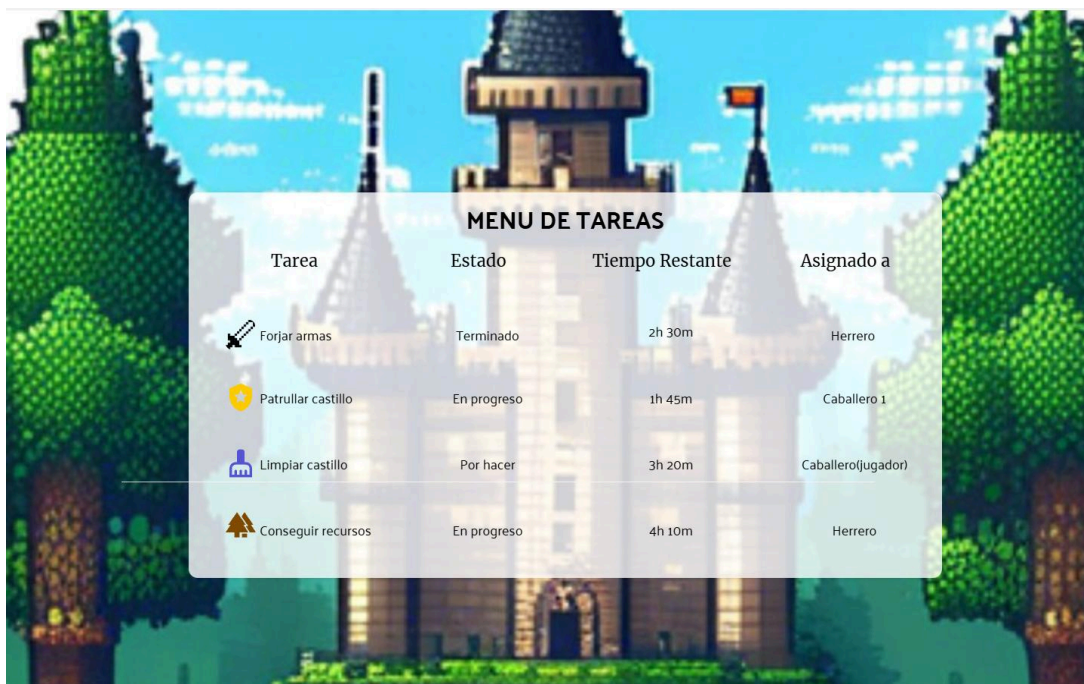 MENU DE TAREAS
Tarea Estado Tiempo Restante Asignado a
Forjar armas Terminado 2h 30m Herrero
Patrullar castillo En progreso 1h 45m Caballero 1
Limpiar castillo Por hacer 3h 20m Caballero(jugador)
Conseguir recursos En progreso 4h 10m Herrero